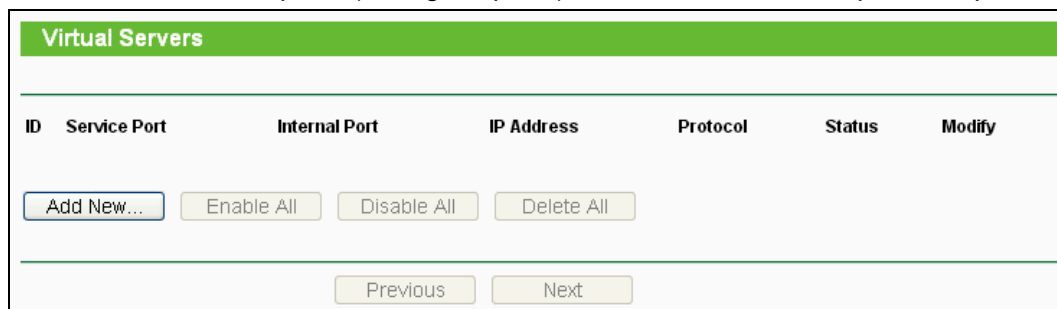 Virtual Servers
ID Service Port Internal Port IP Address Protocol Status Modify
Add New... Enable All Disable All Delete All
Previous Next